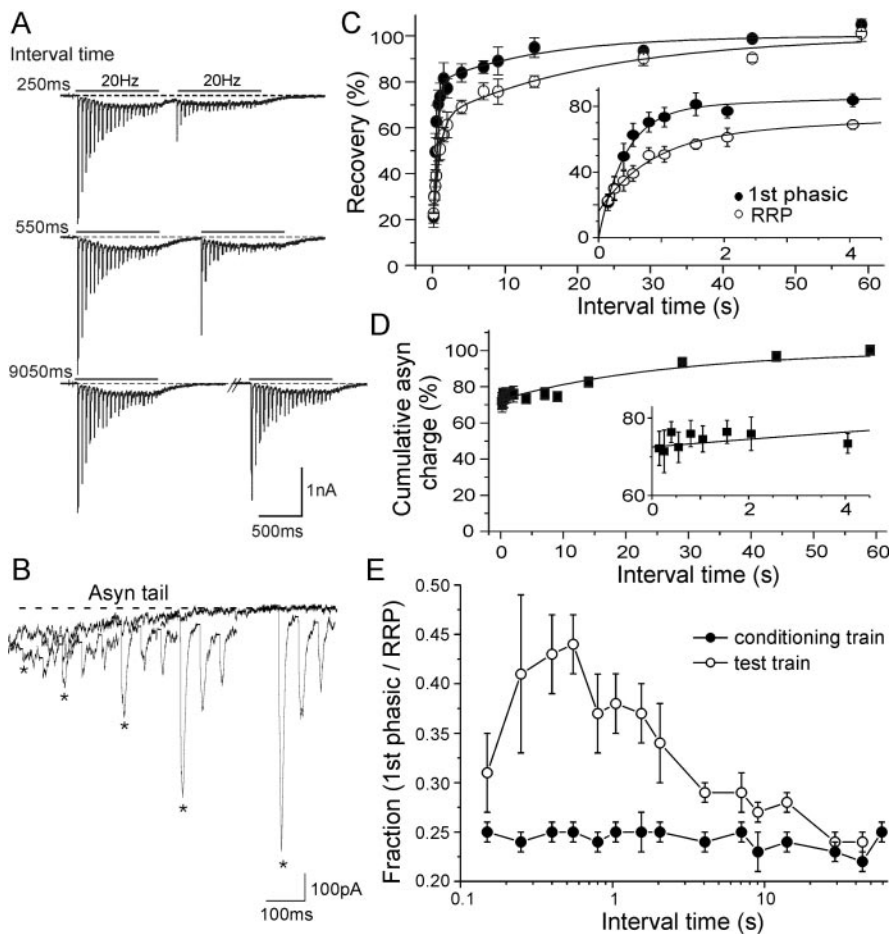 A
Interval time
20Hz 20Hz
250ms
550ms
9050ms
1nA
500ms
B
Asyn tail
*
*
*
*
*
100pA
100ms
C
Recovery (%)
100
80
60
40
20
0
0 10 20 30 40 50 60
Interval time (s)
80
40
0
0 2 4
1st phasic
RRP
D
Cumulative asyn
charge (%)
100
80
60
40
20
0
0 10 20 30 40 50 60
Interval time (s)
80
60
0 2 4
E
Fraction (1st phasic / RRP)
0.50
0.45
0.40
0.35
0.30
0.25
0.20
0.1 1 10
Interval time (s)
conditioning train
test train